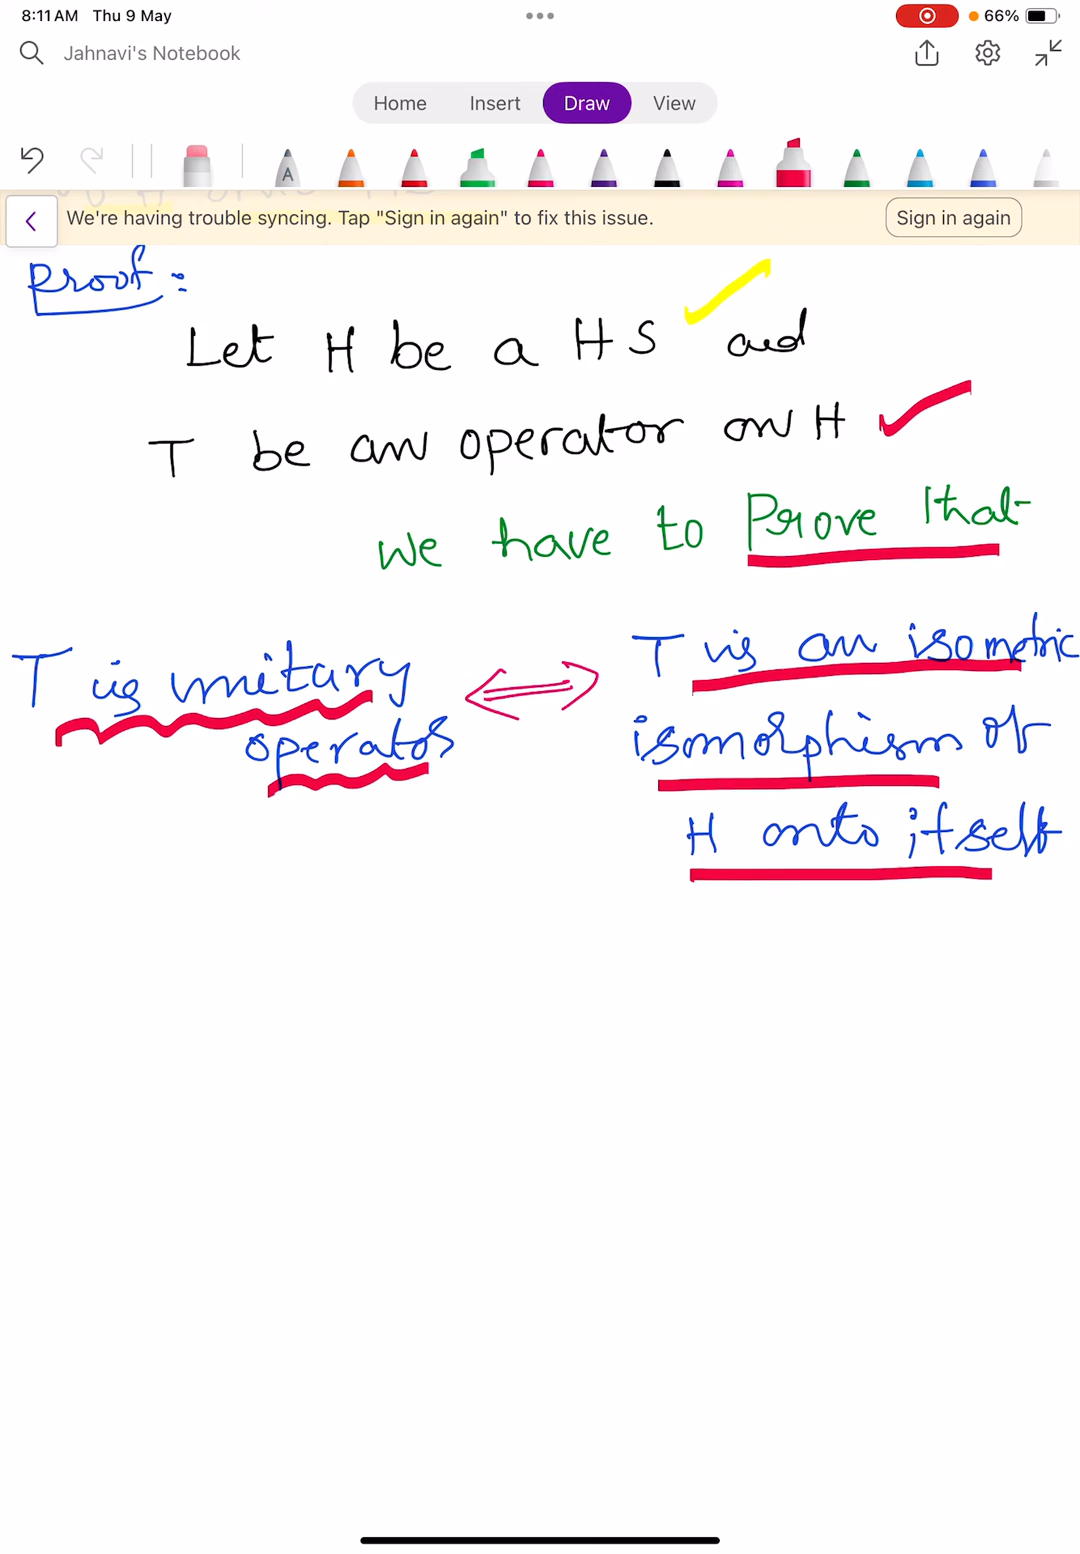 8:11 AM Thu 9 May
66%
Jahnavi's Notebook
Home Insert Draw View
A
We're having trouble syncing. Tap "Sign in again" to fix this issue.
Sign in again
Proof :
Let H be a HS and
T be an operator on H
we have to Prove that
T is unitary operator ⟺ T is an isometric
isomorphism of
H onto itself